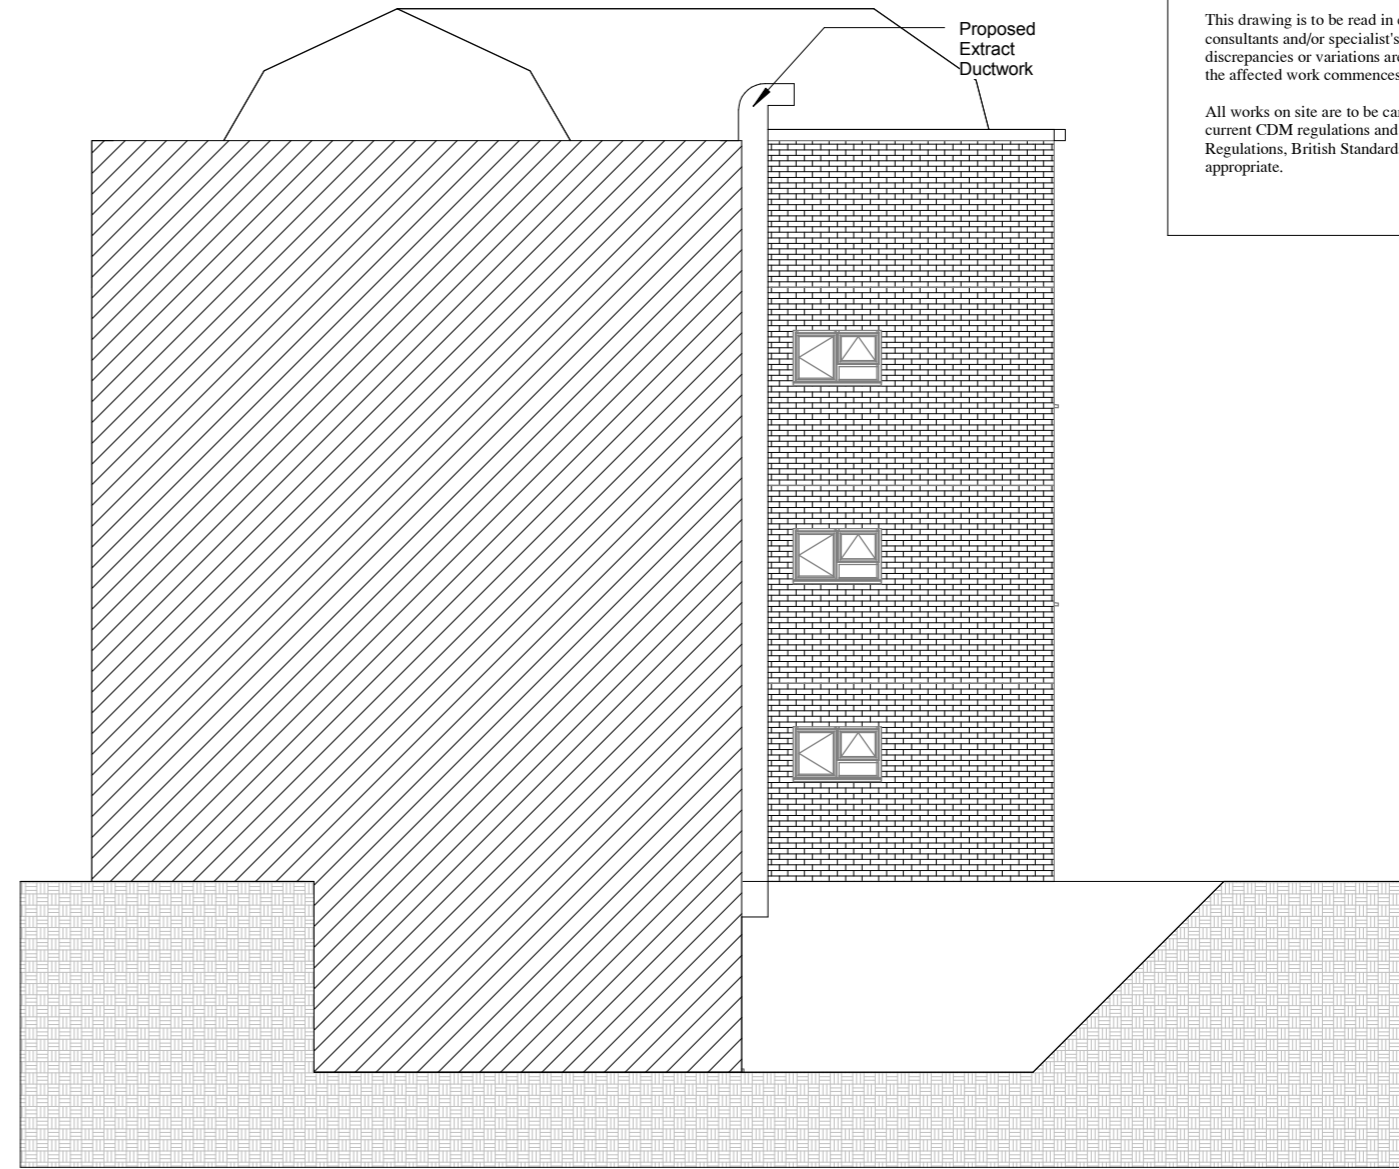 Proposed
Extract
Ductwork
This drawing is to be read in
consultants and/or specialist's
discrepancies or variations are
the affected work commences
All works on site are to be
current CDM regulations and
Regulations, British Standard
appropriate.